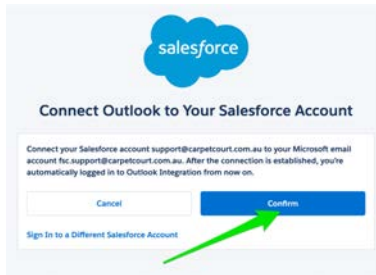 salesforce
Connect Outlook to Your Salesforce Account
Connect your Salesforce account support@carpetcourt.com.au to your Microsoft email
account fsc.support@carpetcourt.com.au. After the connection is established, you're
automatically logged in to Outlook Integration from now on.
Cancel
Confirm
Sign In to a Different Salesforce Account